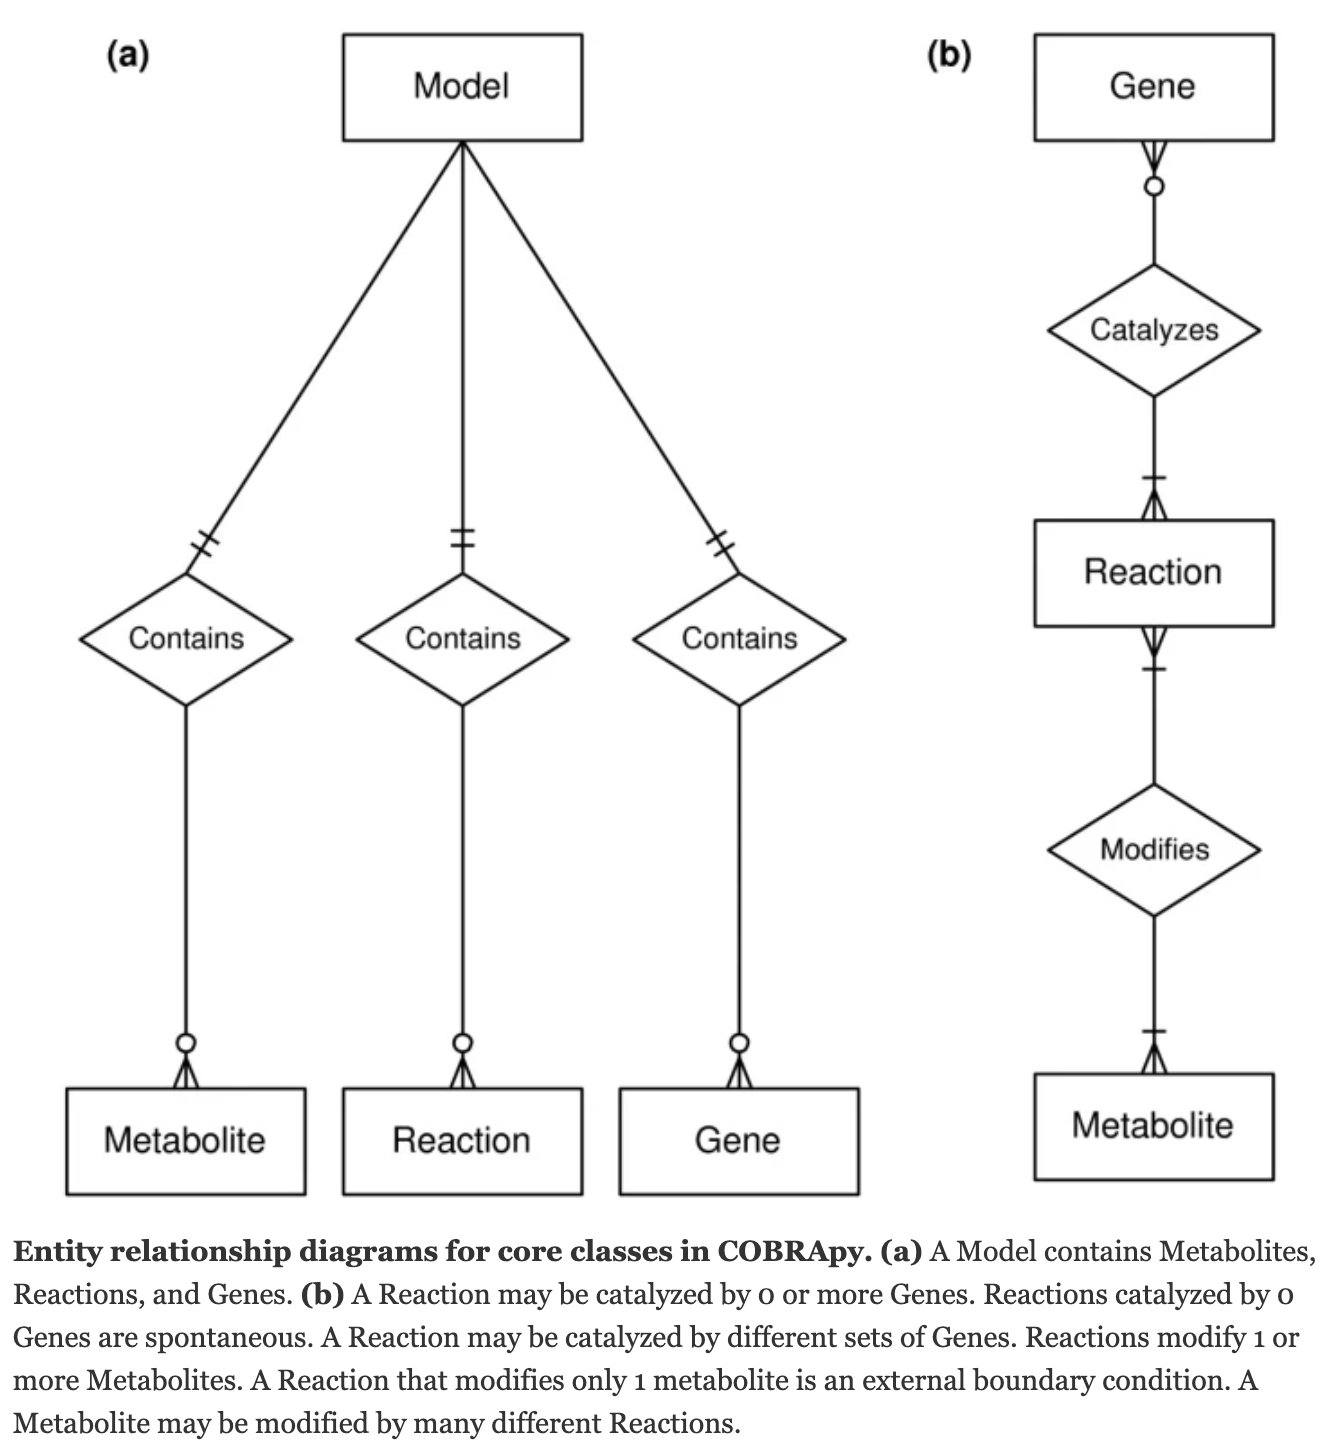 (a)
Model
Contains
Contains
Contains
Metabolite
Reaction
Gene
(b)
Gene
Catalyzes
Reaction
Modifies
Metabolite
Entity relationship diagrams for core classes in COBRApy. (a) A Model contains Metabolites,
Reactions, and Genes. (b) A Reaction may be catalyzed by 0 or more Genes. Reactions catalyzed by 0
Genes are spontaneous. A Reaction may be catalyzed by different sets of Genes. Reactions modify 1 or
more Metabolites. A Reaction that modifies only 1 metabolite is an external boundary condition. A
Metabolite may be modified by many different Reactions.